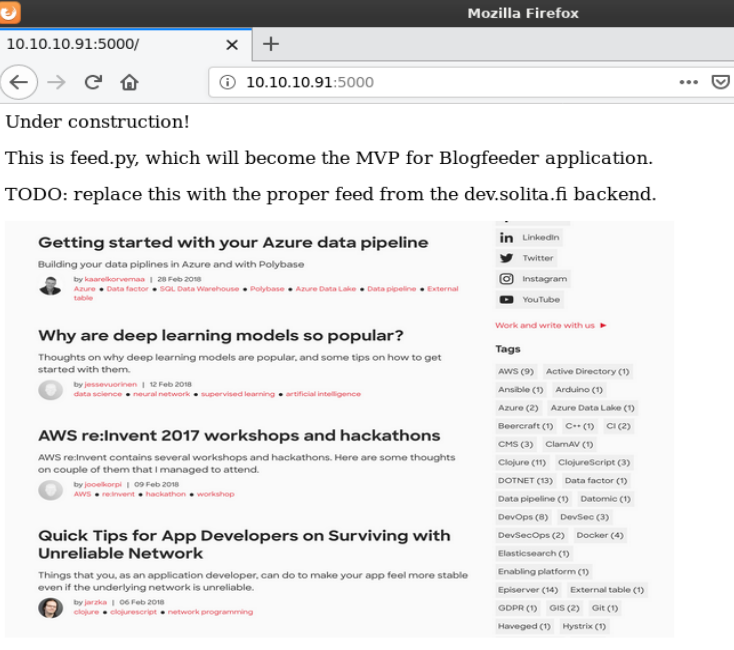 Mozilla Firefox
10.10.10.91:5000/
10.10.10.91:5000
Under construction!
This is feed.py, which will become the MVP for Blogfeeder application.
TODO: replace this with the proper feed from the dev.solita.fi backend.
Getting started with your Azure data pipeline
Building your data piplines in Azure and with Polybase
by kaarelkorvemaa | 28 Feb 2018
Azure • Data factor • SQL Data Warehouse • Polybase • Azure Data Lake • Data pipeline • External
table
Why are deep learning models so popular?
Thoughts on why deep learning models are popular, and some tips on how to get
started with them.
by jessevuorinen | 12 Feb 2018
data science • neural network • supervised learning • artificial intelligence
AWS re:Invent 2017 workshops and hackathons
AWS re:Invent contains several workshops and hackathons. Here are some thoughts
on couple of them that I managed to attend.
by jooelkorpi | 09 Feb 2018
AWS • re:Invent • hackathon • workshop
Quick Tips for App Developers on Surviving with
Unreliable Network
Things that you, as an application developer, can do to make your app feel more stable
even if the underlying network is unreliable.
by jarzka | 06 Feb 2018
clojure • clojurescript • network programming
LinkedIn
Twitter
Instagram
YouTube
Work and write with us ▶
Tags
AWS (9) Active Directory (1)
Ansible (1) Arduino (1)
Azure (2) Azure Data Lake (1)
Beercraft (1) C++ (1) CI (2)
CMS (3) ClamAV (1)
Clojure (11) ClojureScript (3)
DOTNET (13) Data factor (1)
Data pipeline (1) Datomic (1)
DevOps (8) DevSec (3)
DevSecOps (2) Docker (4)
Elasticsearch (1)
Enabling platform (1)
Episerver (14) External table (1)
GDPR (1) GIS (2) Git (1)
Haveged (1) Hystrix (1)